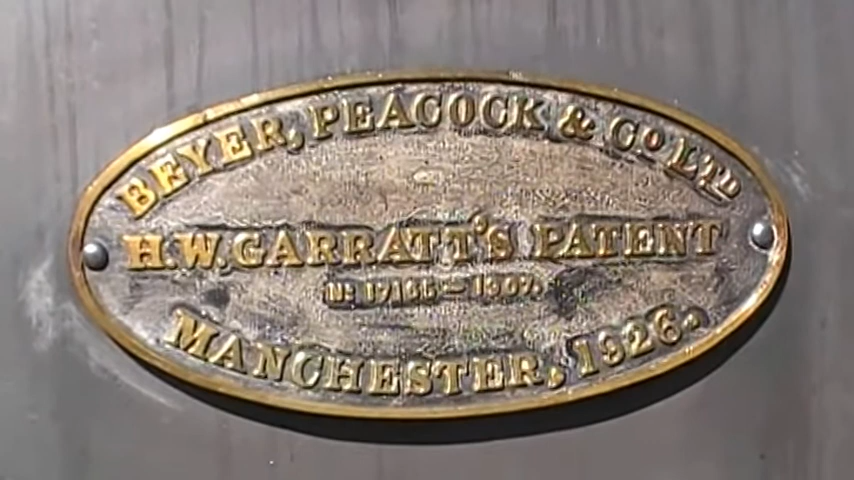 BEYER, PEACOCK & CO. LTD
H.W. GARRATT'S PATENT
Nº 17165 — 1907.
MANCHESTER, 1926.